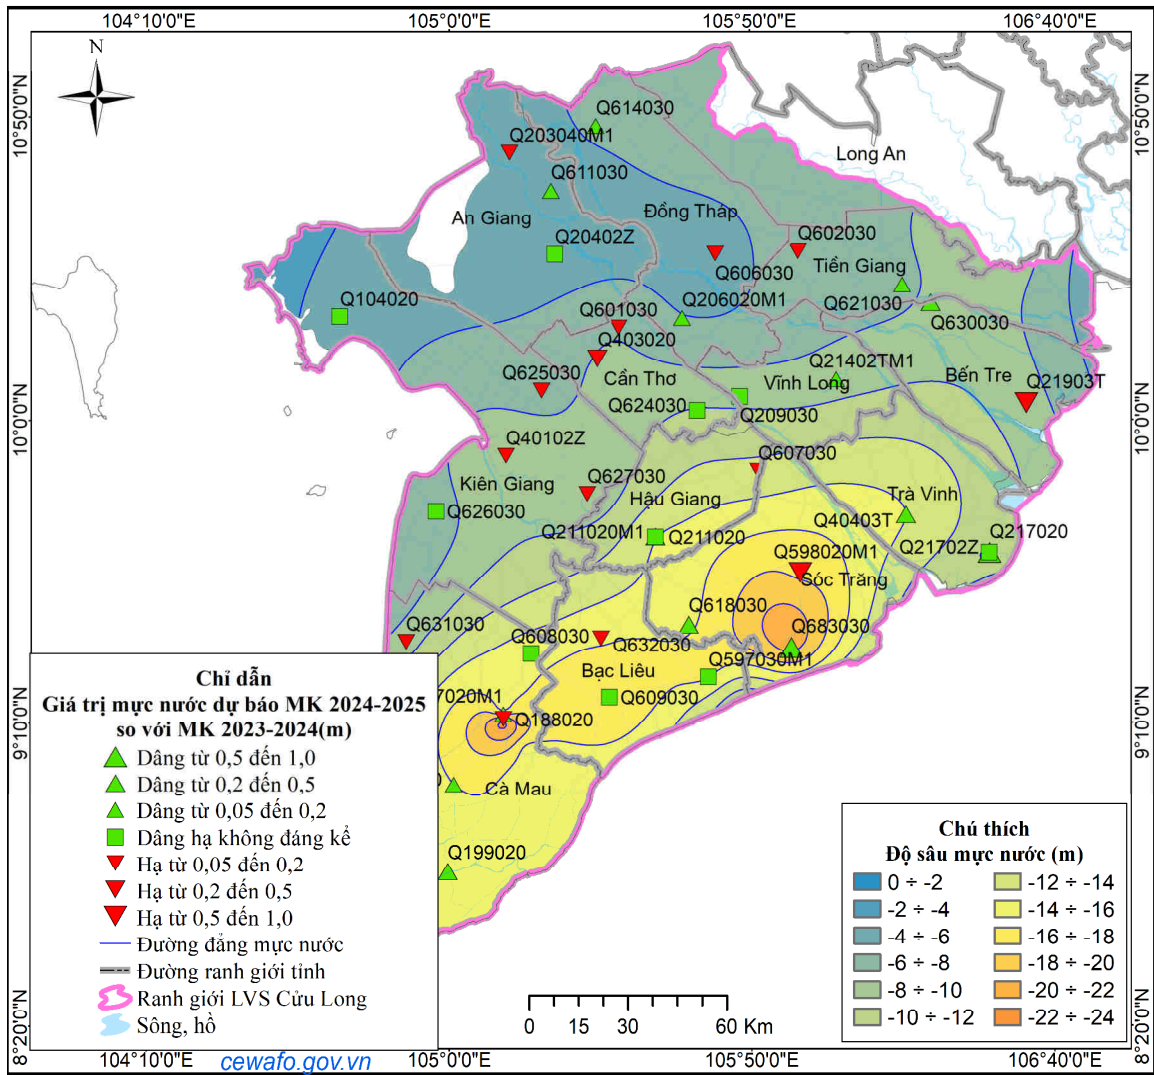 104°10'0"E 105°0'0"E 105°50'0"E 106°40'0"E
10°50'0"N
10°0'0"N
9°10'0"N
8°20'0"N
10°50'0"N
10°0'0"N
9°10'0"N
8°20'0"N
N
Q614030
Q203040M1
Long An
Q611030
An Giang
Đồng Tháp
Q20402Z
Q602030
Tiền Giang
Q606030
Q104020
Q601030
Q206020M1
Q621030
Q630030
Q403020
Q21402TM1
Q625030
Cần Thơ
Vĩnh Long
Bến Tre
Q21903T
Q624030
Q209030
Q40102Z
Q607030
Kiên Giang
Q627030
Hậu Giang
Trà Vinh
Q626030
Q40403T
Q211020M1
Q211020
Q217020
Q21702Z
Q598020M1
Sóc Trăng
Q618030
Q631030
Q608030
Q632030
Q683030
Q597030M1
Bạc Liêu
Q609030
7020M1
Q188020
Cà Mau
Q199020
Chỉ dẫn
Giá trị mực nước dự báo MK 2024-2025
so với MK 2023-2024(m)
Dâng từ 0,5 đến 1,0
Dâng từ 0,2 đến 0,5
Dâng từ 0,05 đến 0,2
Dâng hạ không đáng kể
Hạ từ 0,05 đến 0,2
Hạ từ 0,2 đến 0,5
Hạ từ 0,5 đến 1,0
Đường đẳng mực nước
Đường ranh giới tỉnh
Ranh giới LVS Cửu Long
Sông, hồ
Chú thích
Độ sâu mực nước (m)
0 ÷ -2 -12 ÷ -14
-2 ÷ -4 -14 ÷ -16
-4 ÷ -6 -16 ÷ -18
-6 ÷ -8 -18 ÷ -20
-8 ÷ -10 -20 ÷ -22
-10 ÷ -12 -22 ÷ -24
0 15 30 60 Km
104°10'0"E 105°0'0"E 105°50'0"E 106°40'0"E
cewafo.gov.vn